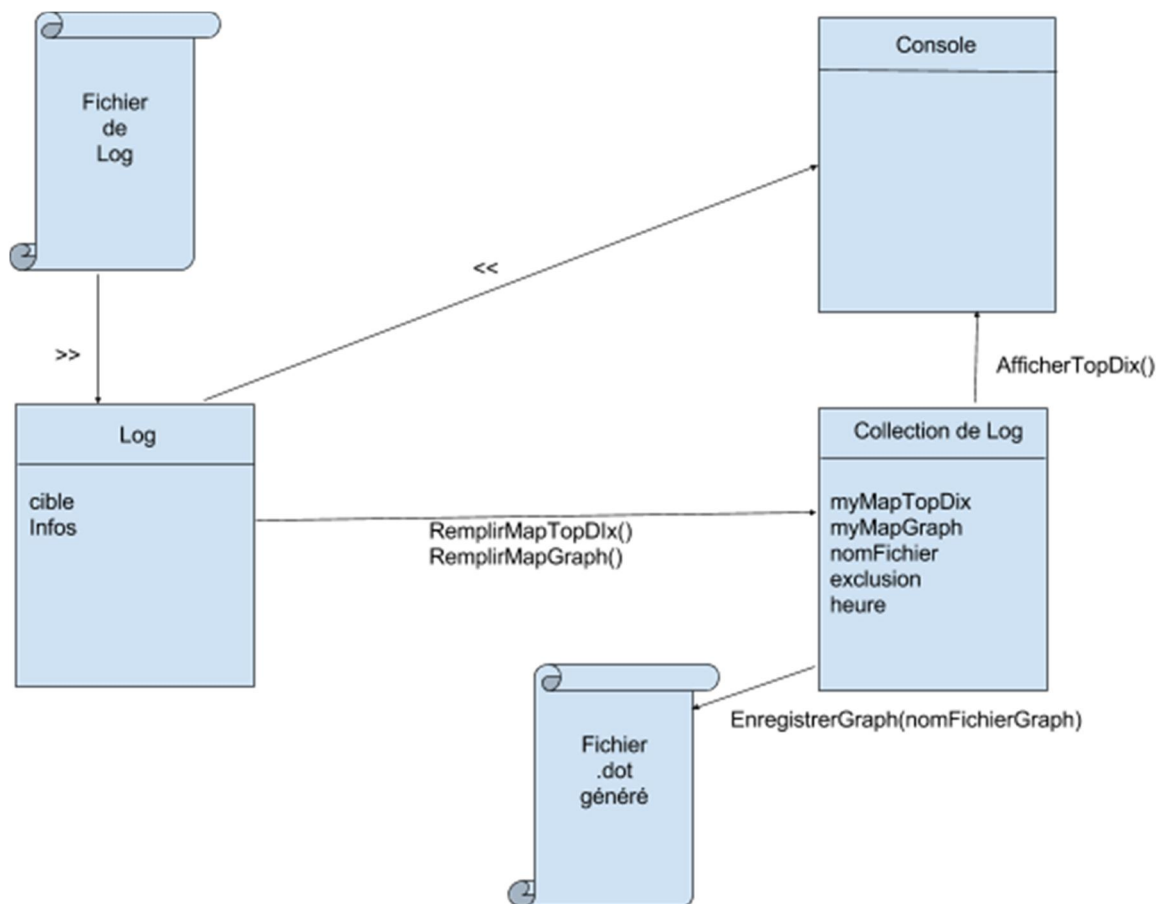 Fichier
de
Log
Console
<<
>>
AfficherTopDix()
Log
cible
Infos
RemplirMapTopDIx()
RemplirMapGraph()
Collection de Log
myMapTopDix
myMapGraph
nomFichier
exclusion
heure
EnregistrerGraph(nomFichierGraph)
Fichier
.dot
généré